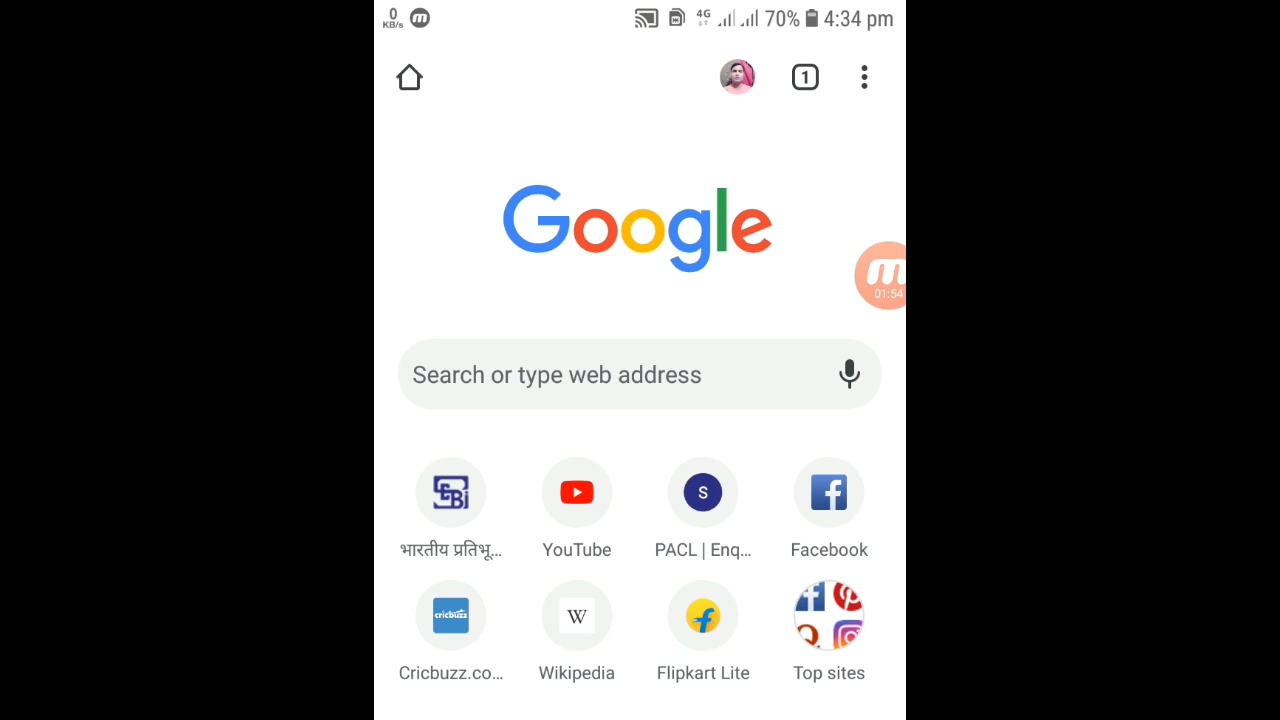 0
KB/s
4G
70%
4:34 pm
1
Google
01:54
Search or type web address
SEBI
S
भारतीय प्रतिभू...
YouTube
PACL | Enq...
Facebook
cricbuzz
W
Cricbuzz.co...
Wikipedia
Flipkart Lite
Top sites